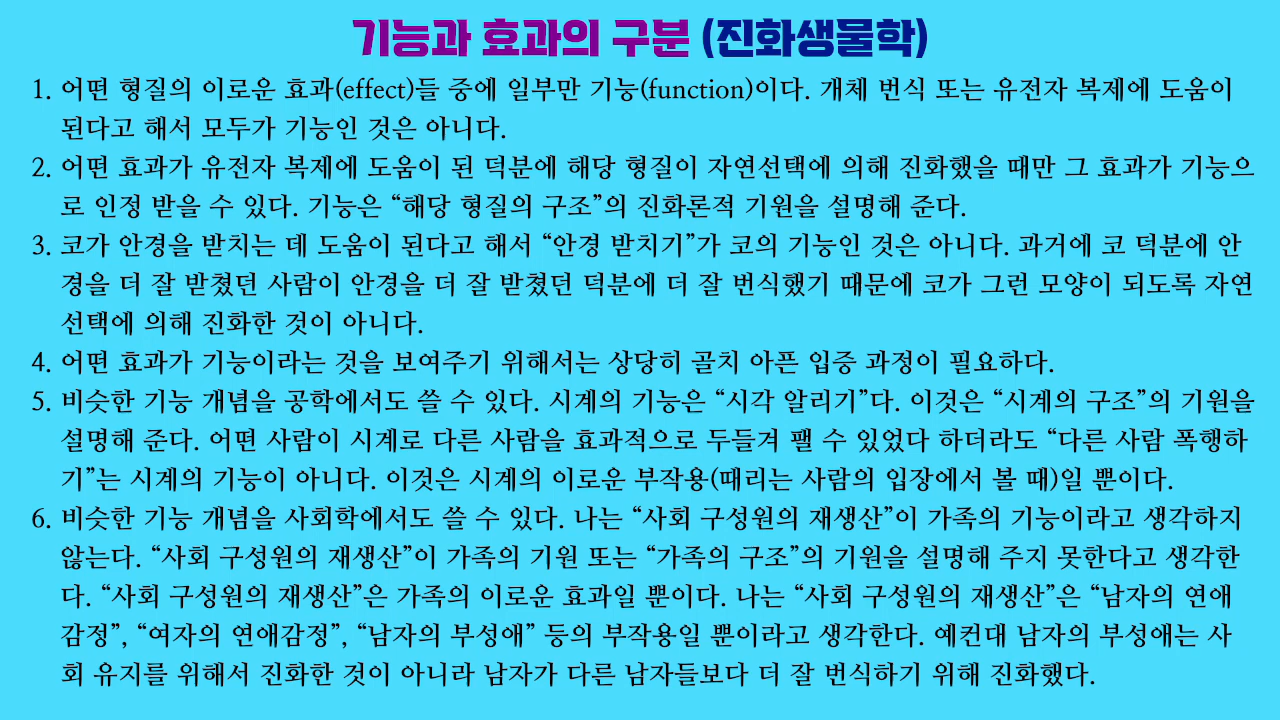 기능과 효과의 구분 (진화생물학)
1. 어떤 형질의 이로운 효과(effect)들 중에 일부만 기능(function)이다. 개체 번식 또는 유전자 복제에 도움이
된다고 해서 모두가 기능인 것은 아니다.
2. 어떤 효과가 유전자 복제에 도움이 된 덕분에 해당 형질이 자연선택에 의해 진화했을 때만 그 효과가 기능으
로 인정 받을 수 있다. 기능은 “해당 형질의 구조”의 진화론적 기원을 설명해 준다.
3. 코가 안경을 받치는 데 도움이 된다고 해서 “안경 받치기”가 코의 기능인 것은 아니다. 과거에 코 덕분에 안
경을 더 잘 받쳤던 사람이 안경을 더 잘 받쳤던 덕분에 더 잘 번식했기 때문에 코가 그런 모양이 되도록 자연
선택에 의해 진화한 것이 아니다.
4. 어떤 효과가 기능이라는 것을 보여주기 위해서는 상당히 골치 아픈 입증 과정이 필요하다.
5. 비슷한 기능 개념을 공학에서도 쓸 수 있다. 시계의 기능은 “시각 알리기”다. 이것은 “시계의 구조”의 기원을
설명해 준다. 어떤 사람이 시계로 다른 사람을 효과적으로 두들겨 팰 수 있었다 하더라도 “다른 사람 폭행하
기”는 시계의 기능이 아니다. 이것은 시계의 이로운 부작용(때리는 사람의 입장에서 볼 때)일 뿐이다.
6. 비슷한 기능 개념을 사회학에서도 쓸 수 있다. 나는 “사회 구성원의 재생산”이 가족의 기능이라고 생각하지
않는다. “사회 구성원의 재생산”이 가족의 기원 또는 “가족의 구조”의 기원을 설명해 주지 못한다고 생각한
다. “사회 구성원의 재생산”은 가족의 이로운 효과일 뿐이다. 나는 “사회 구성원의 재생산”은 “남자의 연애
감정”, “여자의 연애감정”, “남자의 부성애” 등의 부작용일 뿐이라고 생각한다. 예컨대 남자의 부성애는 사
회 유지를 위해서 진화한 것이 아니라 남자가 다른 남자들보다 더 잘 번식하기 위해 진화했다.